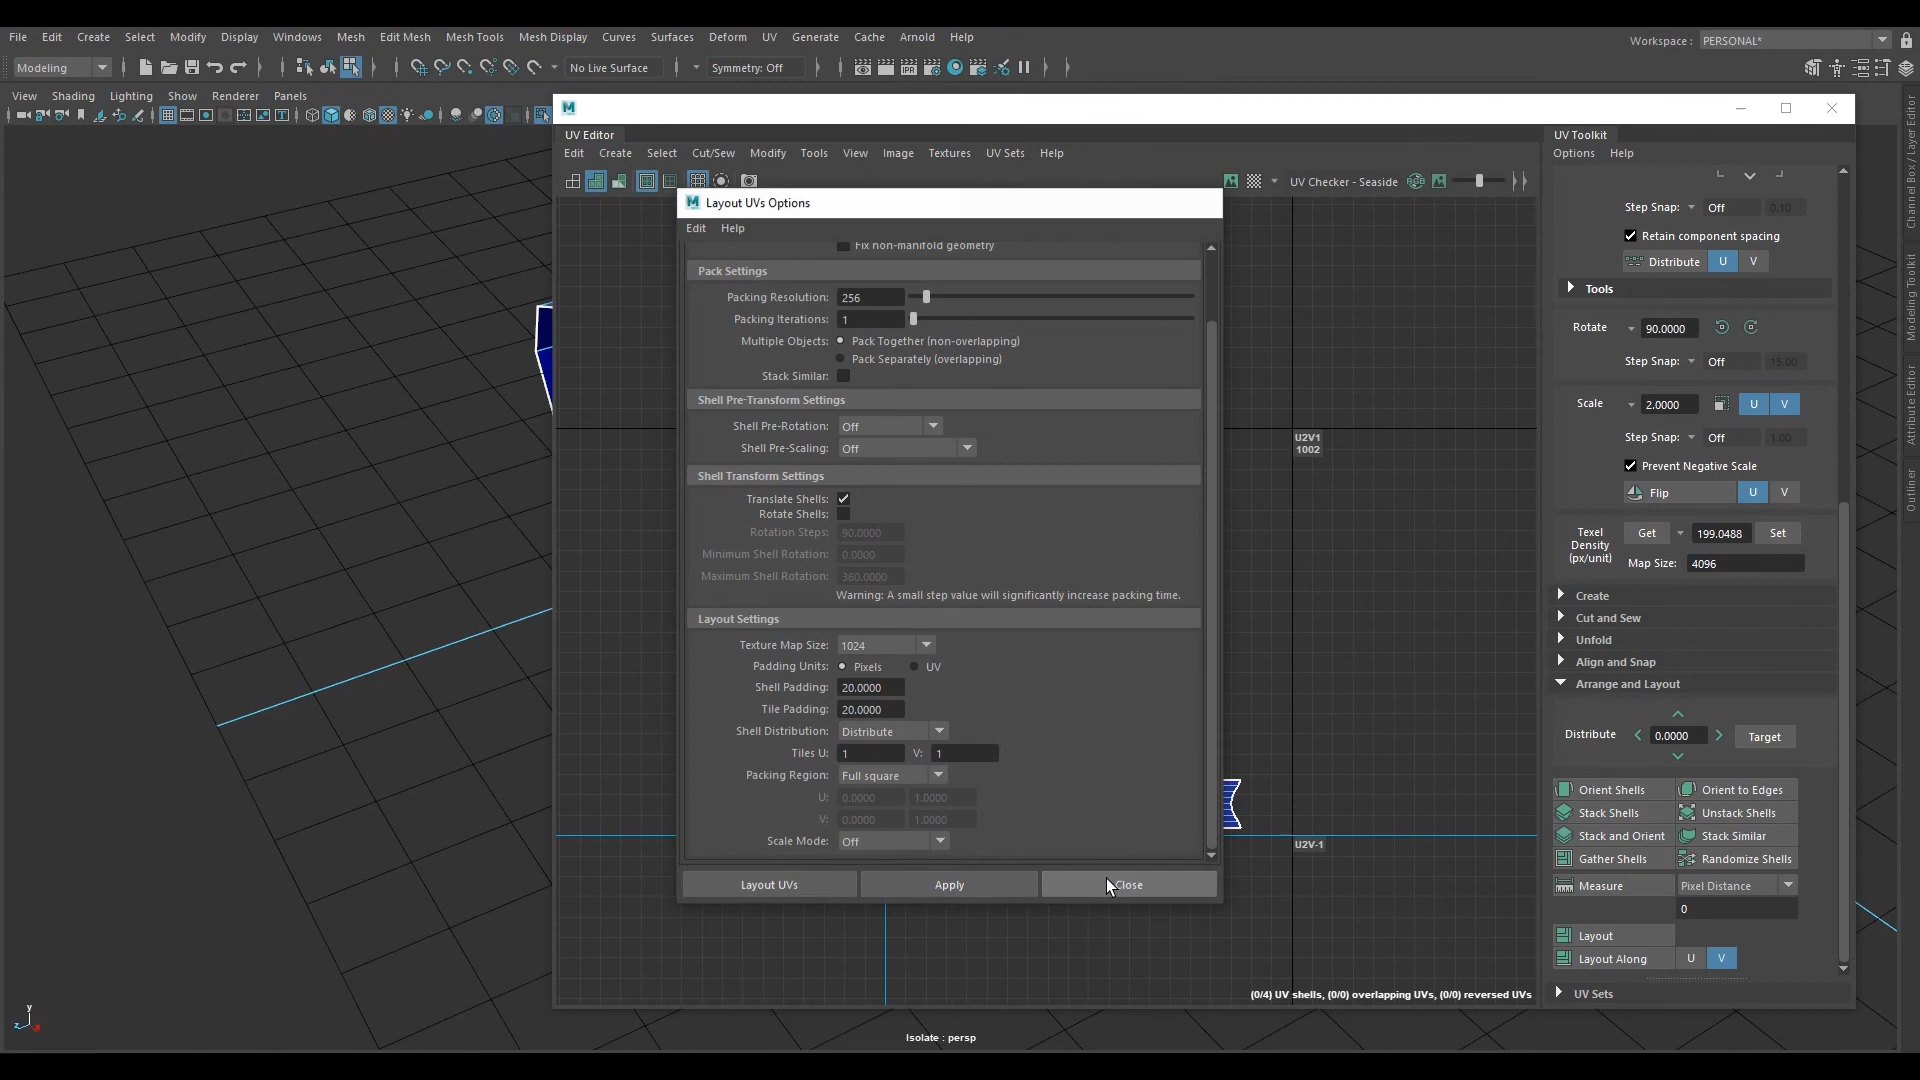 File Edit Create Select Modify Display Windows Mesh Edit Mesh Mesh Tools Mesh Display Curves Surfaces Deform UV Generate Cache Arnold Help
Workspace : PERSONAL*
Modeling
No Live Surface
Symmetry: Off
View Shading Lighting Show Renderer Panels
UV Editor
Edit Create Select Cut/Sew Modify Tools View Image Textures UV Sets Help
UV Checker - Seaside
Layout UVs Options
Edit Help
Fix non-manifold geometry
Pack Settings
Packing Resolution: 256
Packing Iterations: 1
Multiple Objects: Pack Together (non-overlapping)
Pack Separately (overlapping)
Stack Similar:
Shell Pre-Transform Settings
Shell Pre-Rotation: Off
Shell Pre-Scaling: Off
Shell Transform Settings
Translate Shells:
Rotate Shells:
Rotation Steps: 90.0000
Minimum Shell Rotation: 0.0000
Maximum Shell Rotation: 360.0000
Warning: A small step value will significantly increase packing time.
Layout Settings
Texture Map Size: 1024
Padding Units: Pixels UV
Shell Padding: 20.0000
Tile Padding: 20.0000
Shell Distribution: Distribute
Tiles U: 1 V: 1
Packing Region: Full square
U: 0.0000 1.0000
V: 0.0000 1.0000
Scale Mode: Off
Layout UVs Apply Close
U2V1
1002
U2V-1
(0/4) UV shells, (0/0) overlapping UVs, (0/0) reversed UVs
UV Toolkit
Options Help
Step Snap: Off 0.10
Retain component spacing
Distribute U V
Tools
Rotate 90.0000
Step Snap: Off 15.00
Scale 2.0000 U V
Step Snap: Off 1.00
Prevent Negative Scale
Flip U V
Texel
Density
(px/unit)
Get 199.0488 Set
Map Size: 4096
Create
Cut and Sew
Unfold
Align and Snap
Arrange and Layout
Distribute 0.0000 Target
Orient Shells Orient to Edges
Stack Shells Unstack Shells
Stack and Orient Stack Similar
Gather Shells Randomize Shells
Measure Pixel Distance
0
Layout
Layout Along U V
UV Sets
Channel Box / Layer Editor
Modeling Toolkit
Attribute Editor
Outliner
Isolate : persp
y
z x